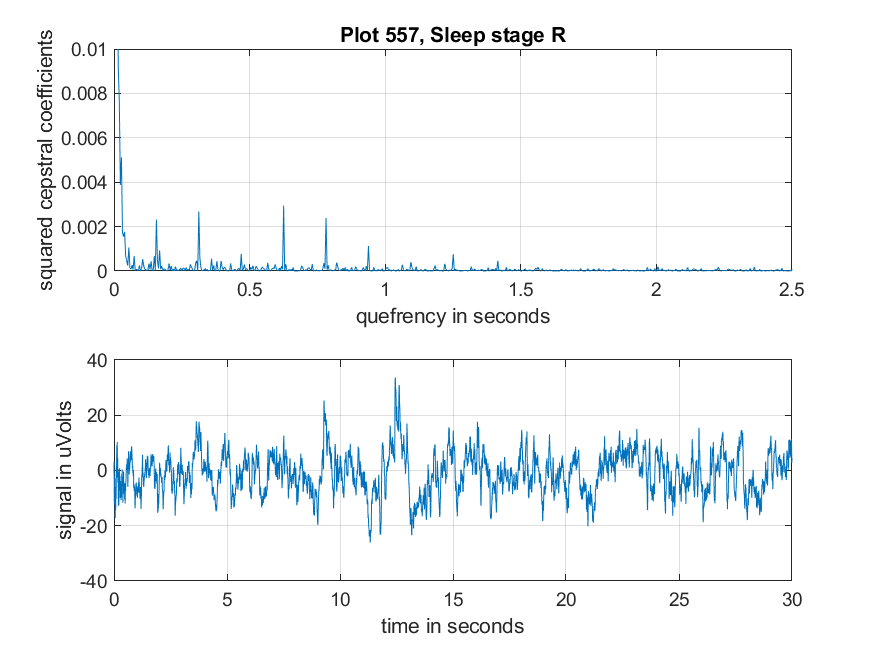 Plot 557, Sleep stage R
squared cepstral coefficients
0.01
0.008
0.006
0.004
0.002
0
0 0.5 1 1.5 2 2.5
quefrency in seconds
signal in uVolts
40
20
0
-20
-40
0 5 10 15 20 25 30
time in seconds